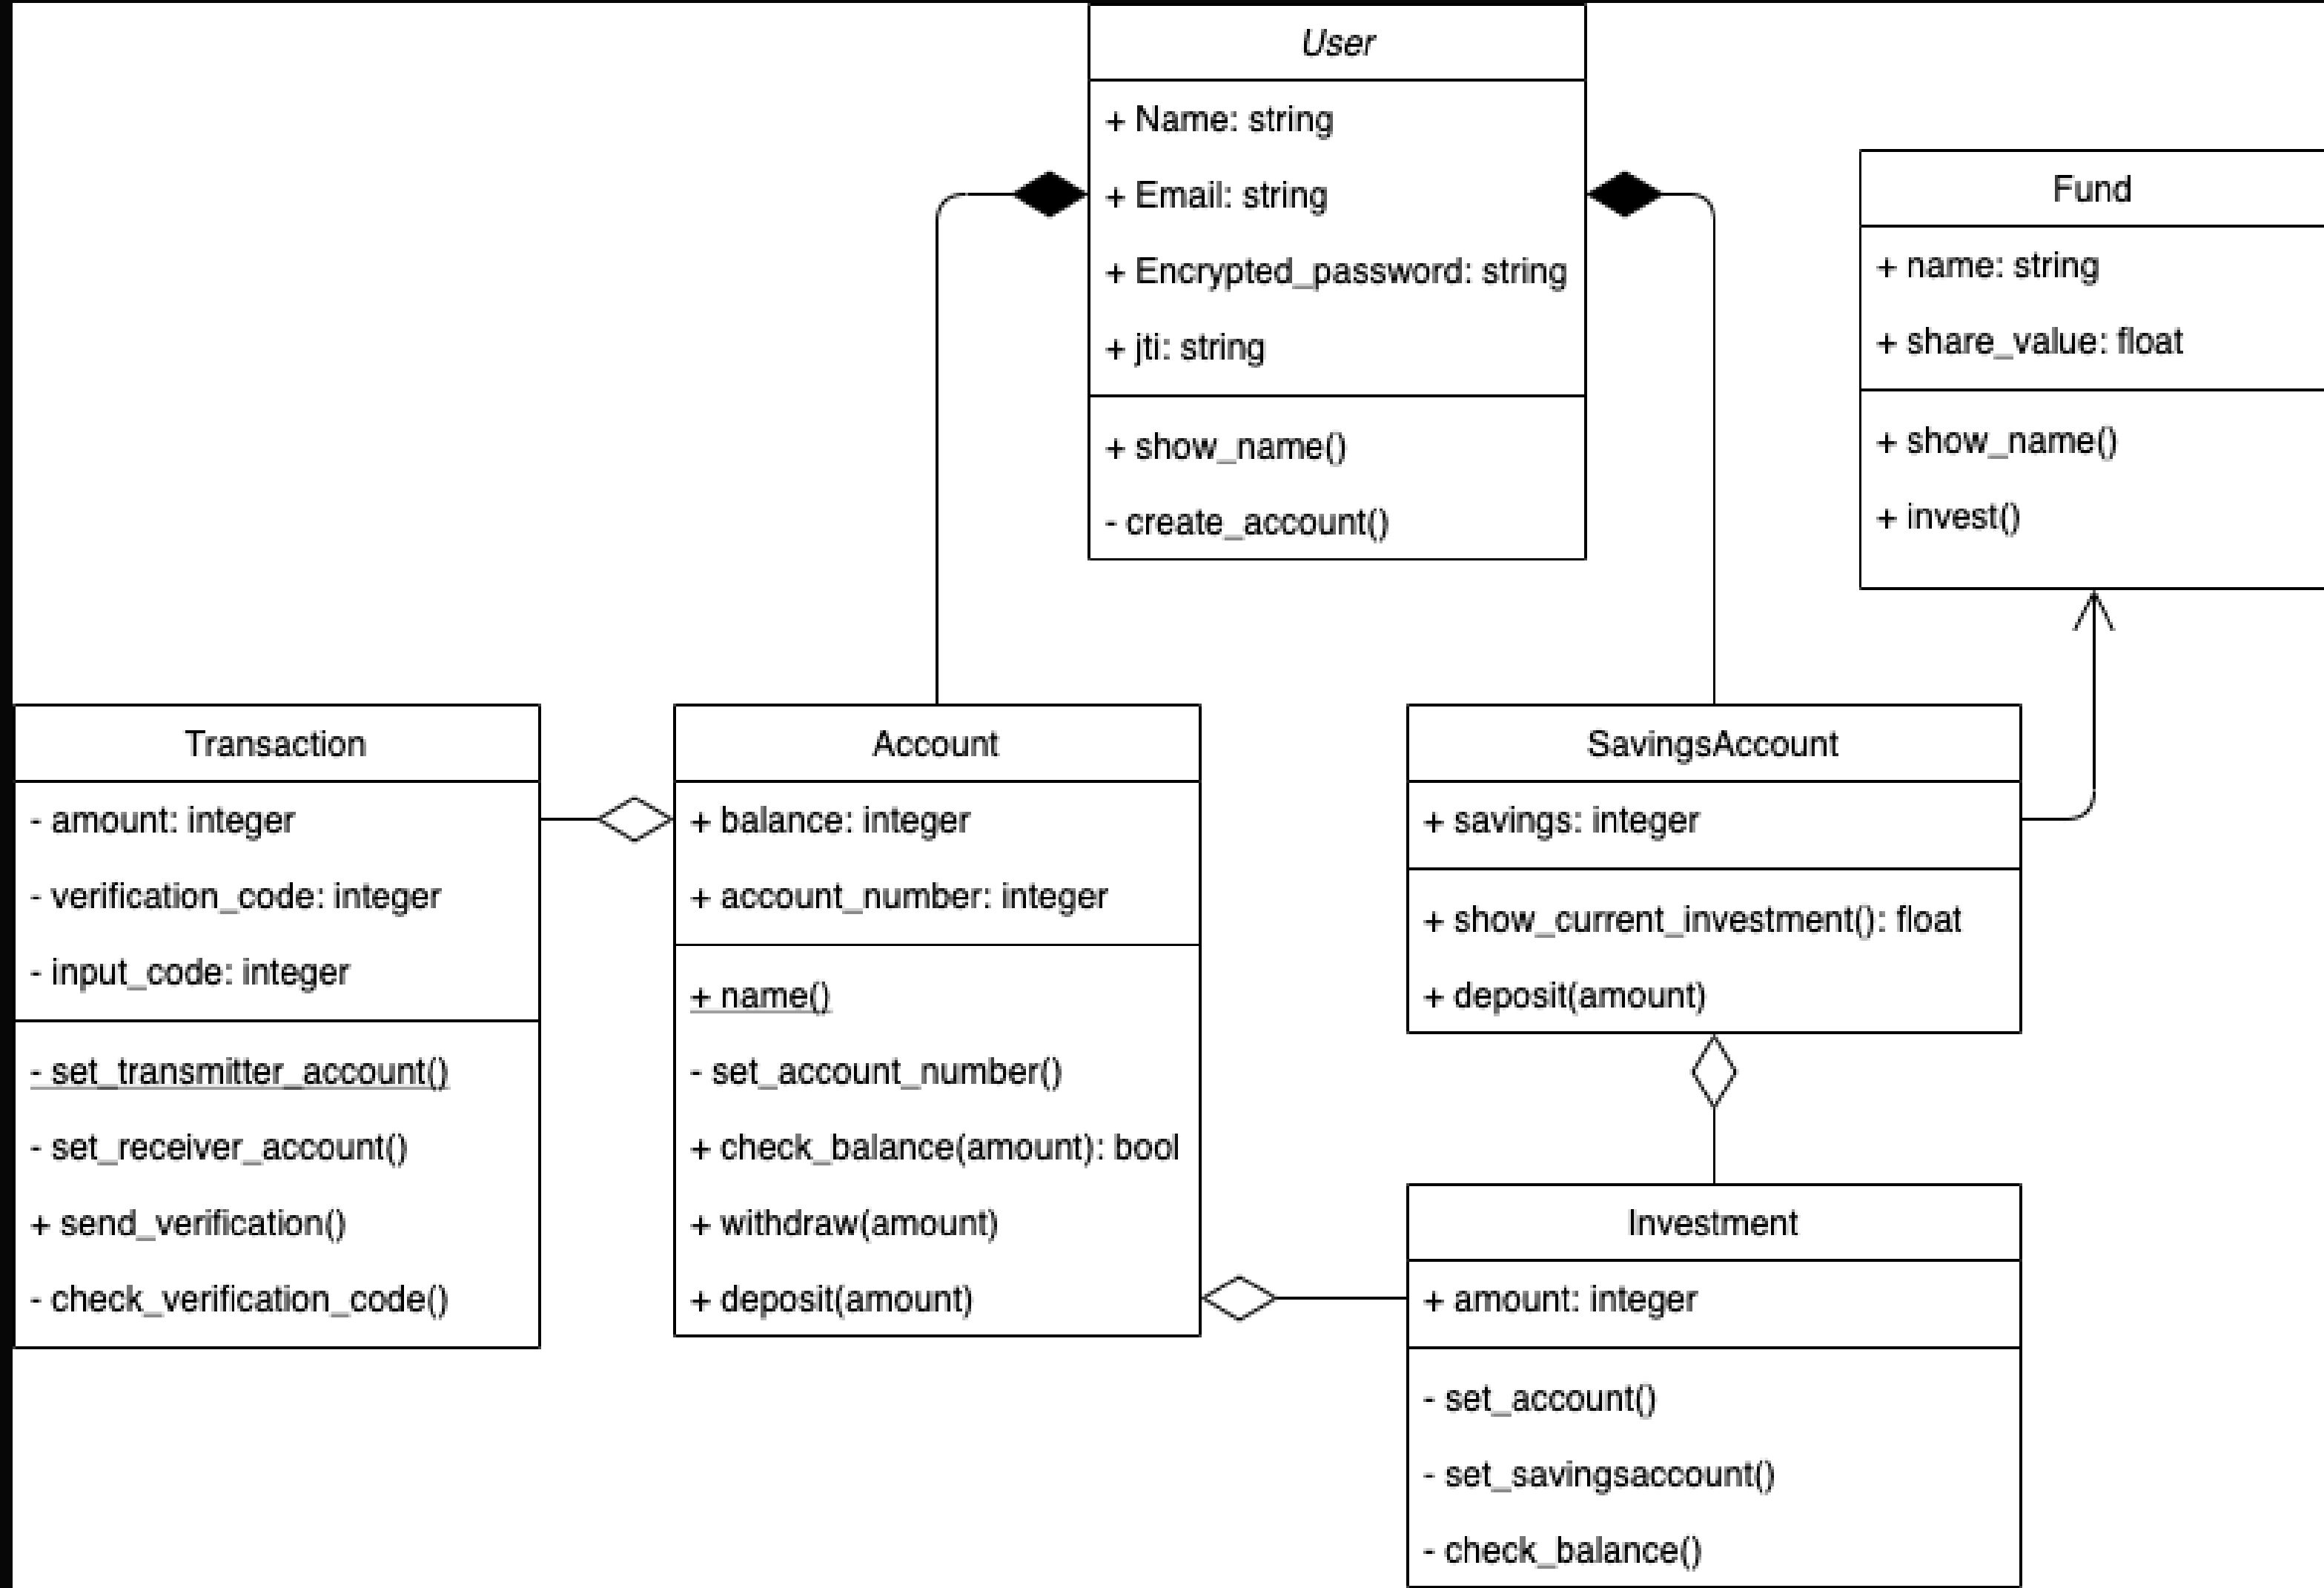 User
+ Name: string
+ Email: string
+ Encrypted_password: string
+ jti: string
+ show_name()
- create_account()
Fund
+ name: string
+ share_value: float
+ show_name()
+ invest()
Transaction
- amount: integer
- verification_code: integer
- input_code: integer
- set_transmitter_account()
- set_receiver_account()
+ send_verification()
- check_verification_code()
Account
+ balance: integer
+ account_number: integer
+ name()
- set_account_number()
+ check_balance(amount): bool
+ withdraw(amount)
+ deposit(amount)
SavingsAccount
+ savings: integer
+ show_current_investment(): float
+ deposit(amount)
Investment
+ amount: integer
- set_account()
- set_savingsaccount()
- check_balance()